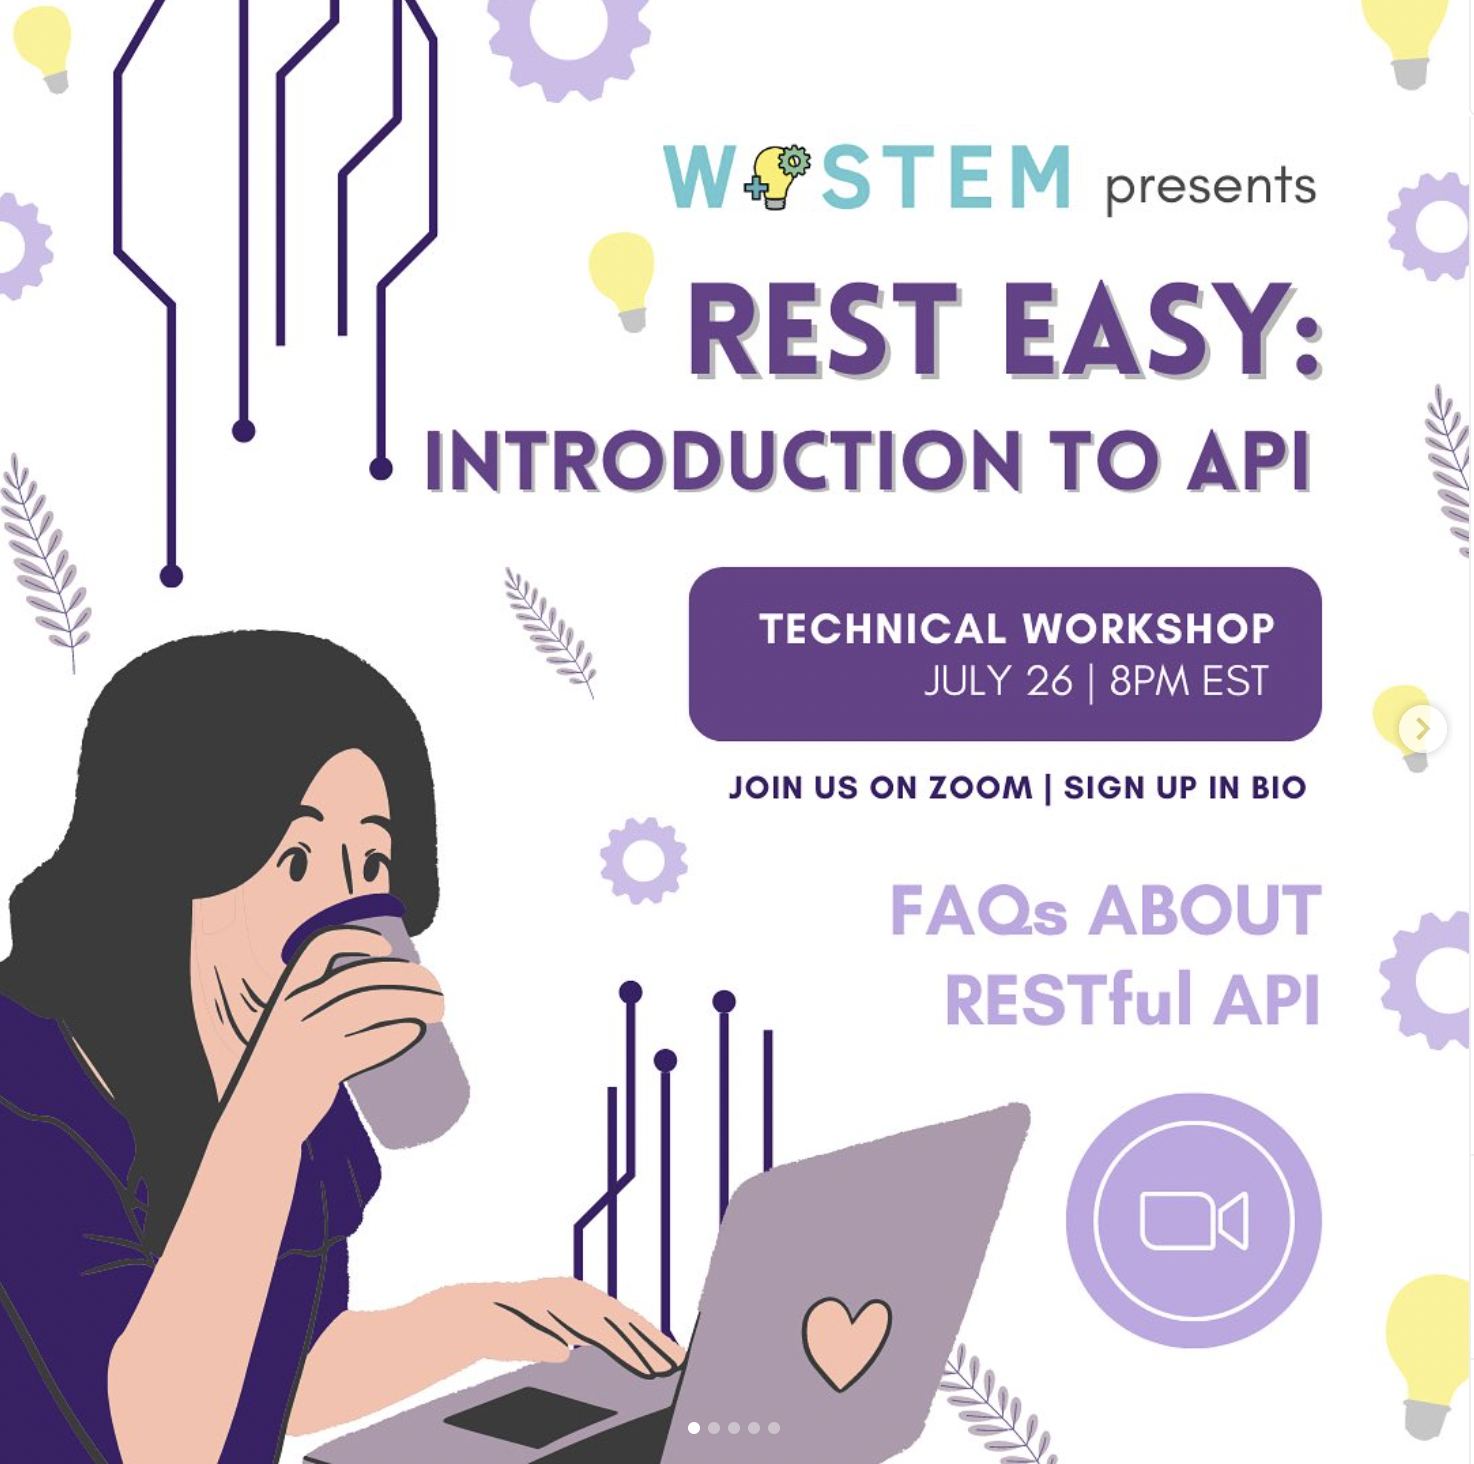 W STEM presents
REST EASY:
INTRODUCTION TO API
TECHNICAL WORKSHOP
JULY 26 | 8PM EST
JOIN US ON ZOOM | SIGN UP IN BIO
FAQs ABOUT
RESTful API